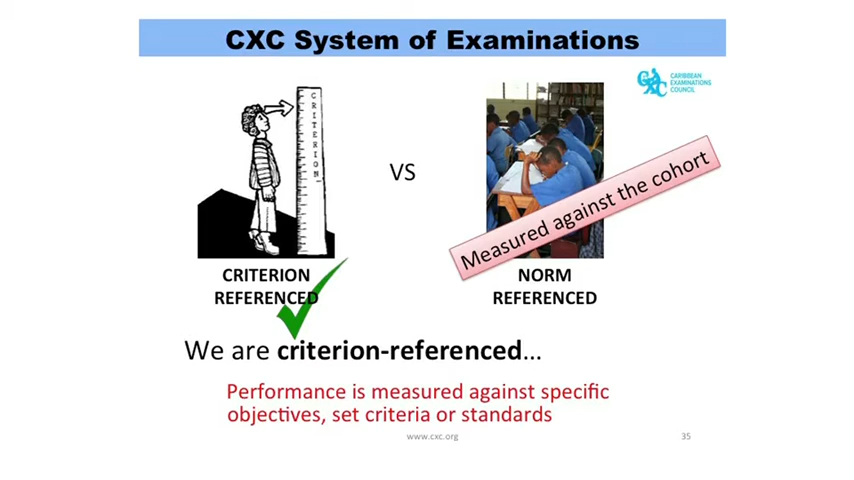 CXC System of Examinations
CXC
CARIBBEAN
EXAMINATIONS
COUNCIL
CRITERION
VS
Measured against the cohort
CRITERION
REFERENCED
NORM
REFERENCED
We are criterion-referenced...
Performance is measured against specific
objectives, set criteria or standards
www.cxc.org
35